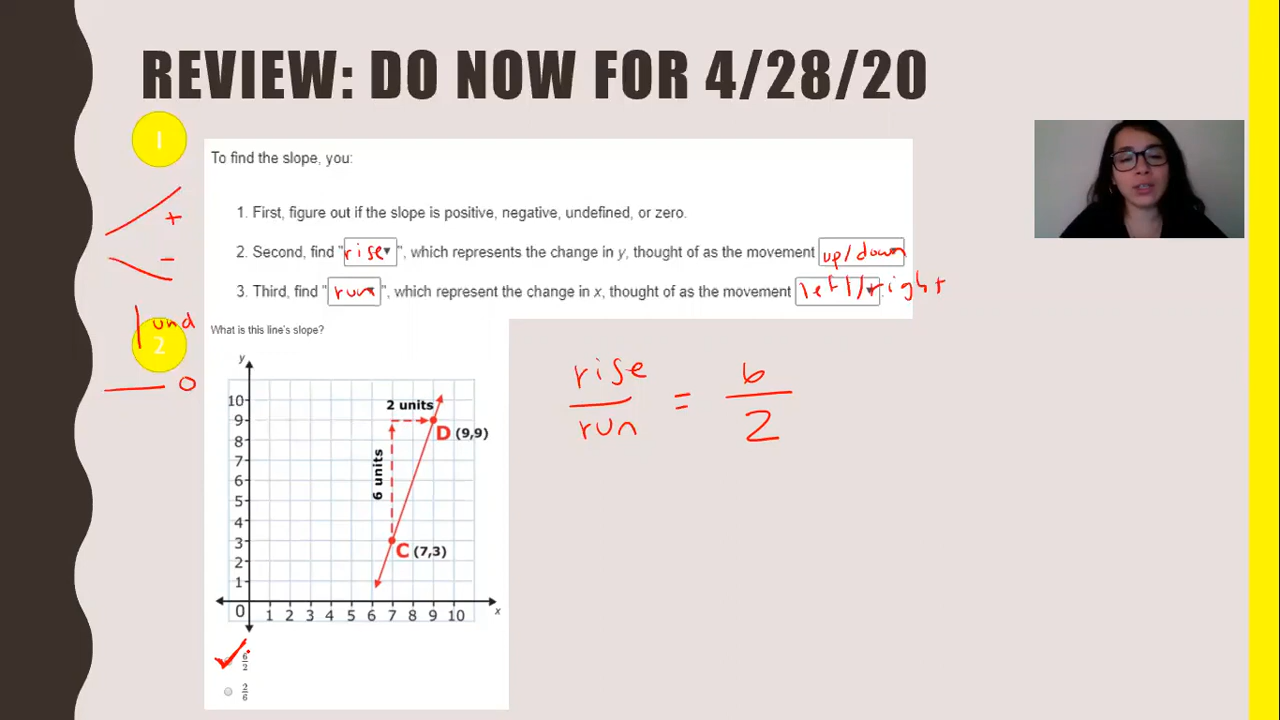 REVIEW: DO NOW FOR 4/28/20
1
To find the slope, you:
1. First, figure out if the slope is positive, negative, undefined, or zero.
2. Second, find "rise", which represents the change in y, thought of as the movement up/down
3. Third, find "run", which represent the change in x, thought of as the movement left/right.
+
-
und
2
0
What is this line's slope?
rise
run
=
6
2
y
10
9
8
7
6
5
4
3
2
1
0
1 2 3 4 5 6 7 8 9 10
x
2 units
6 units
D (9,9)
C (7,3)
6
2
2
6